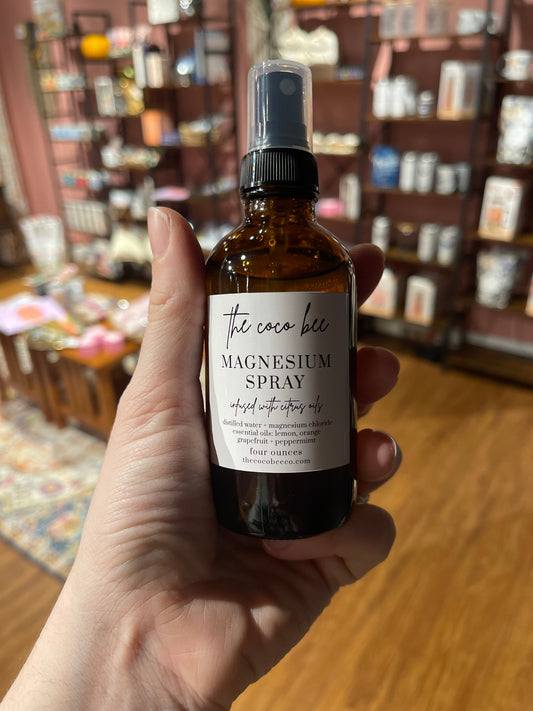 the coco bee
MAGNESIUM
SPRAY
infused with citrus oils
distilled water + magnesium chloride
essential oils: lemon, orange
grapefruit + peppermint
four ounces
thecocobeeco.com